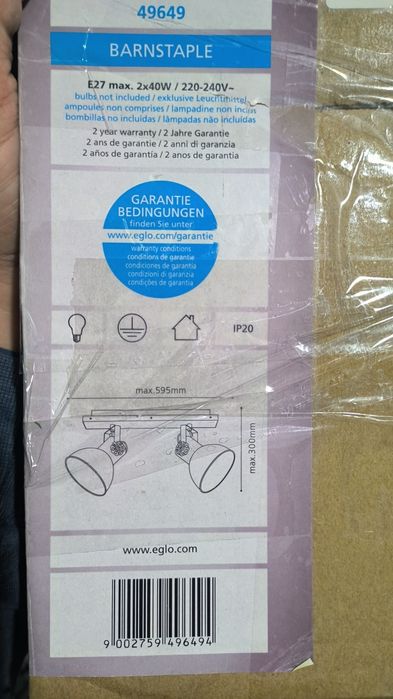 49649
BARNSTAPLE
E27 max. 2x40W / 220-240V~
bulbs not included / exklusive Leuchtmittel
ampoules non comprises / lampadine non incluse
bombillas no incluidas / lâmpadas não incluídas
2 year warranty / 2 Jahre Garantie
2 ans de garantie / 2 anni di garanzia
2 años de garantía / 2 anos de garantia
GARANTIE
BEDINGUNGEN
finden Sie unter
www.eglo.com/garantie
warranty conditions
conditions de garantie
condiciones de garantía
condizioni di garanzia
condições de garantia
IP20
max.595mm
max.300mm
www.eglo.com
9 002759 496494